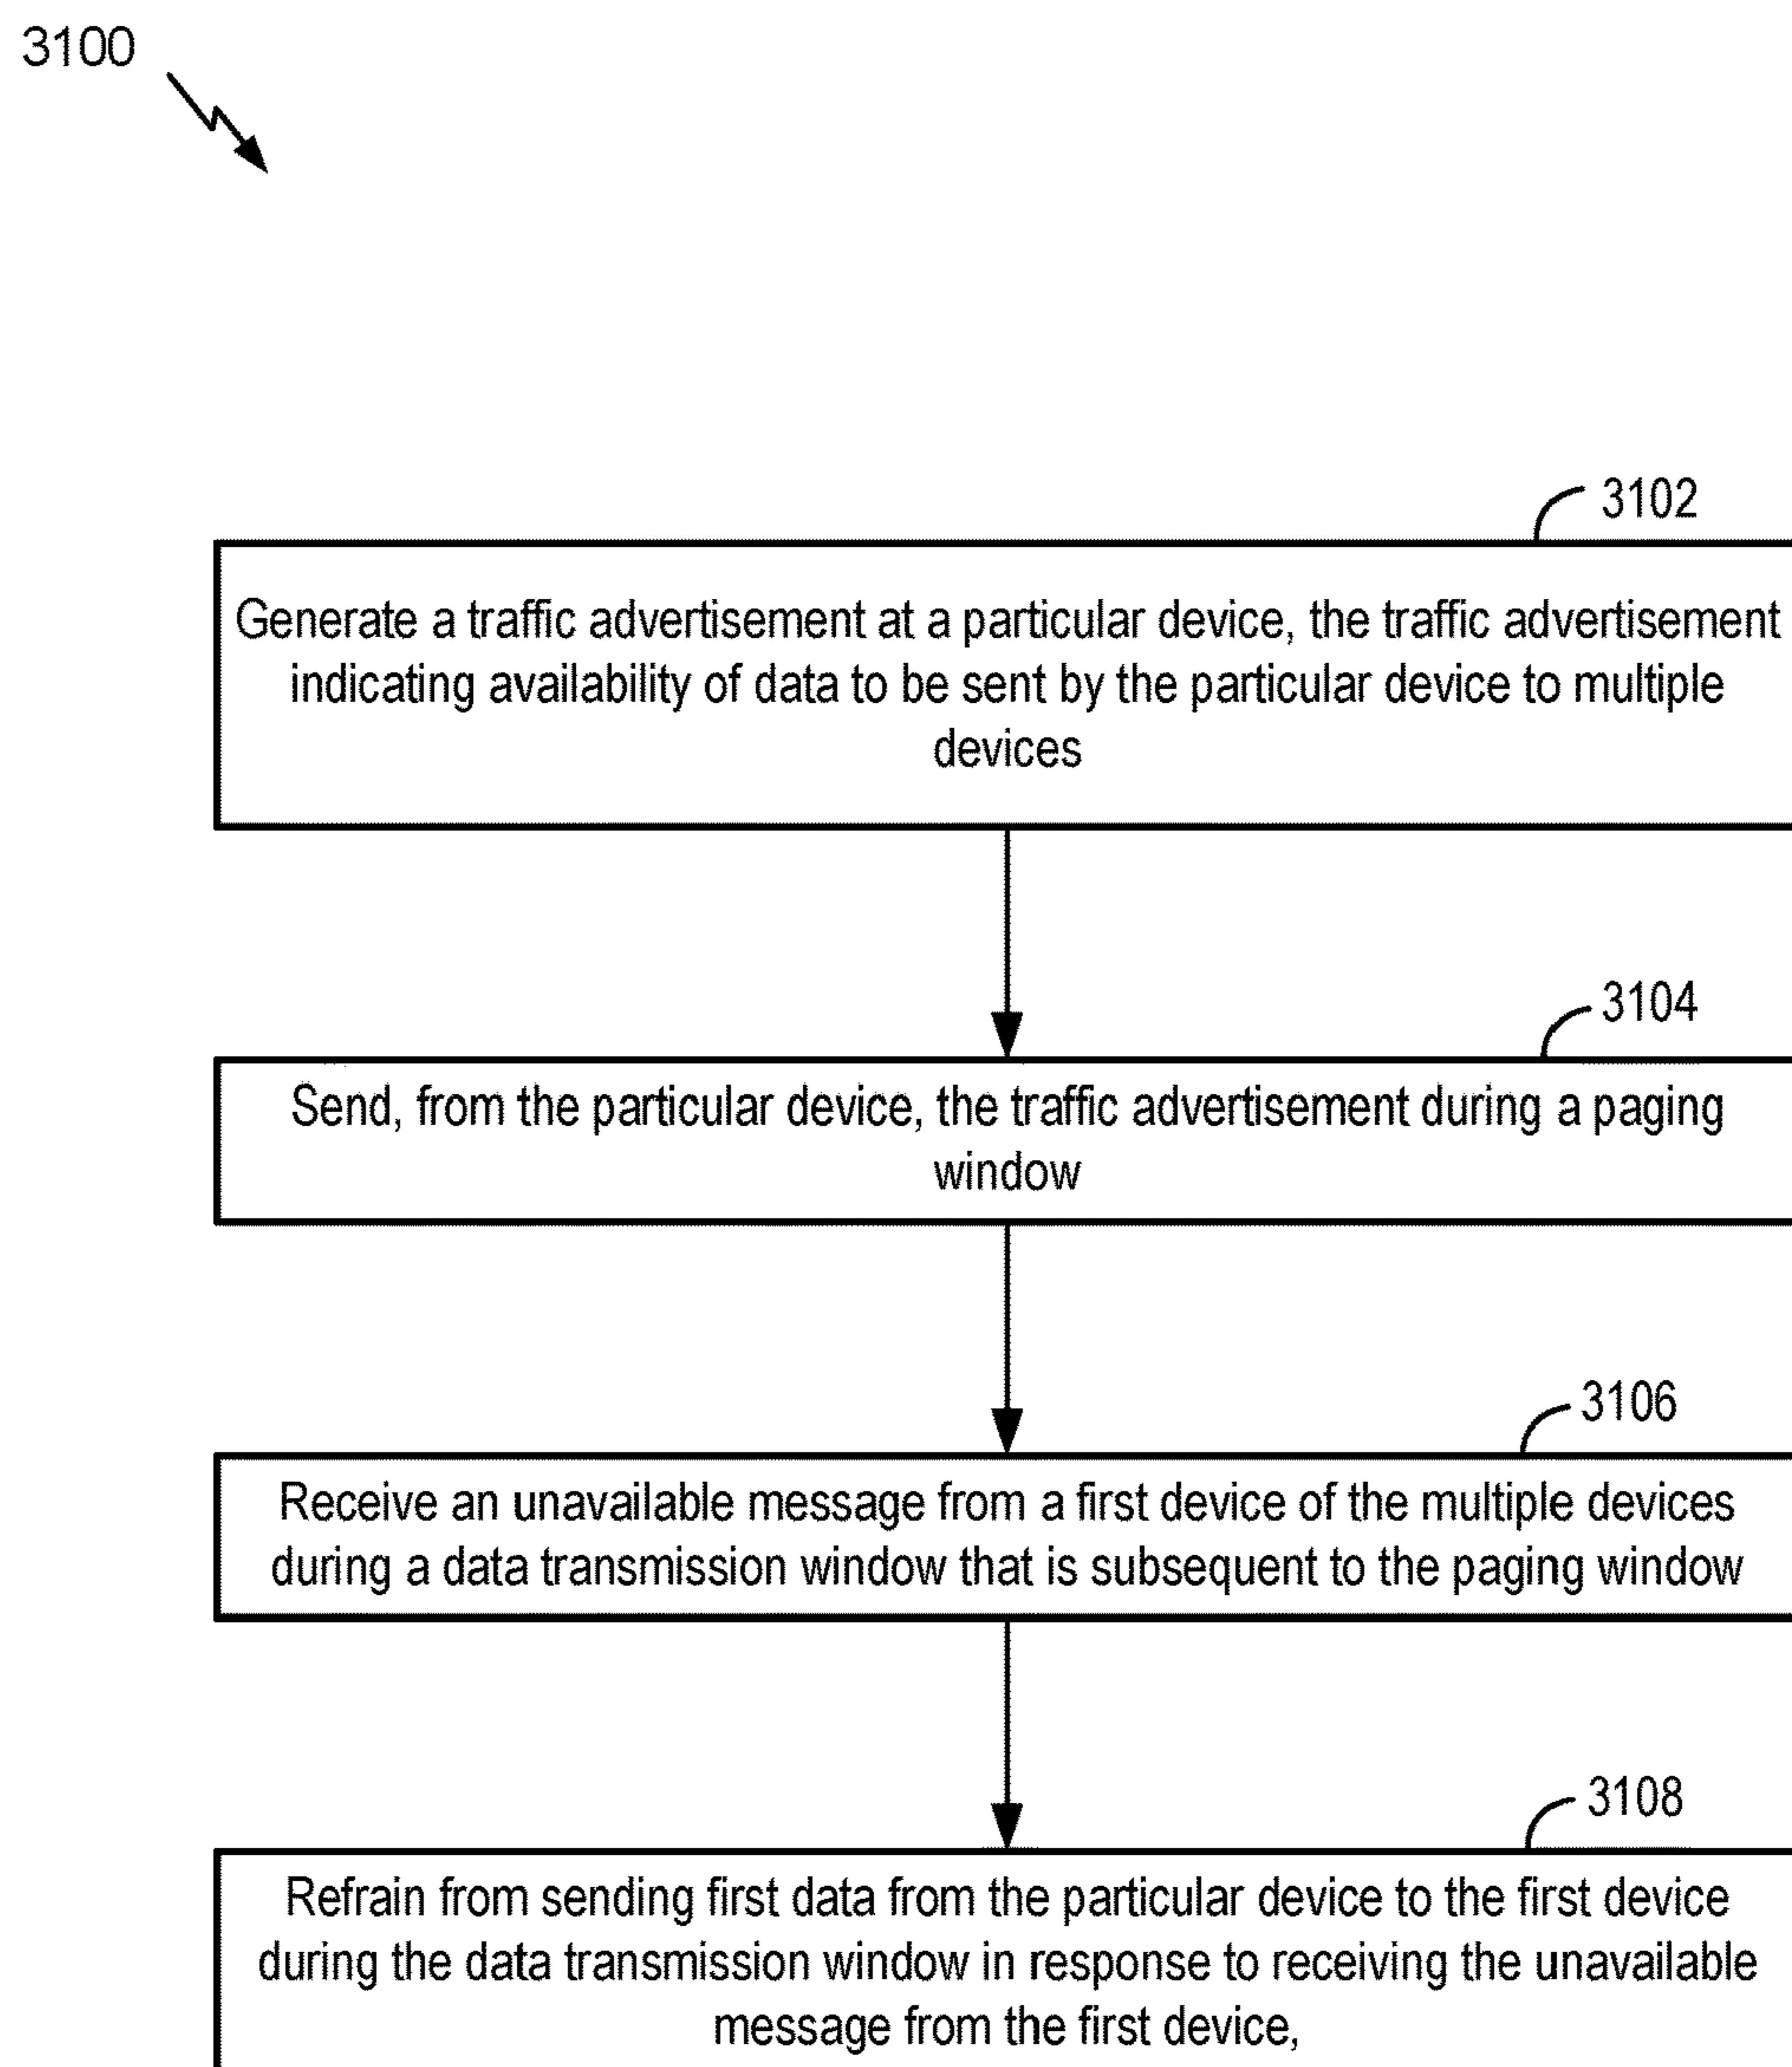 3100
3102
Generate a traffic advertisement at a particular device, the traffic advertisement
indicating availability of data to be sent by the particular device to multiple
devices
3104
Send, from the particular device, the traffic advertisement during a paging
window
3106
Receive an unavailable message from a first device of the multiple devices
during a data transmission window that is subsequent to the paging window
3108
Refrain from sending first data from the particular device to the first device
during the data transmission window in response to receiving the unavailable
message from the first device,